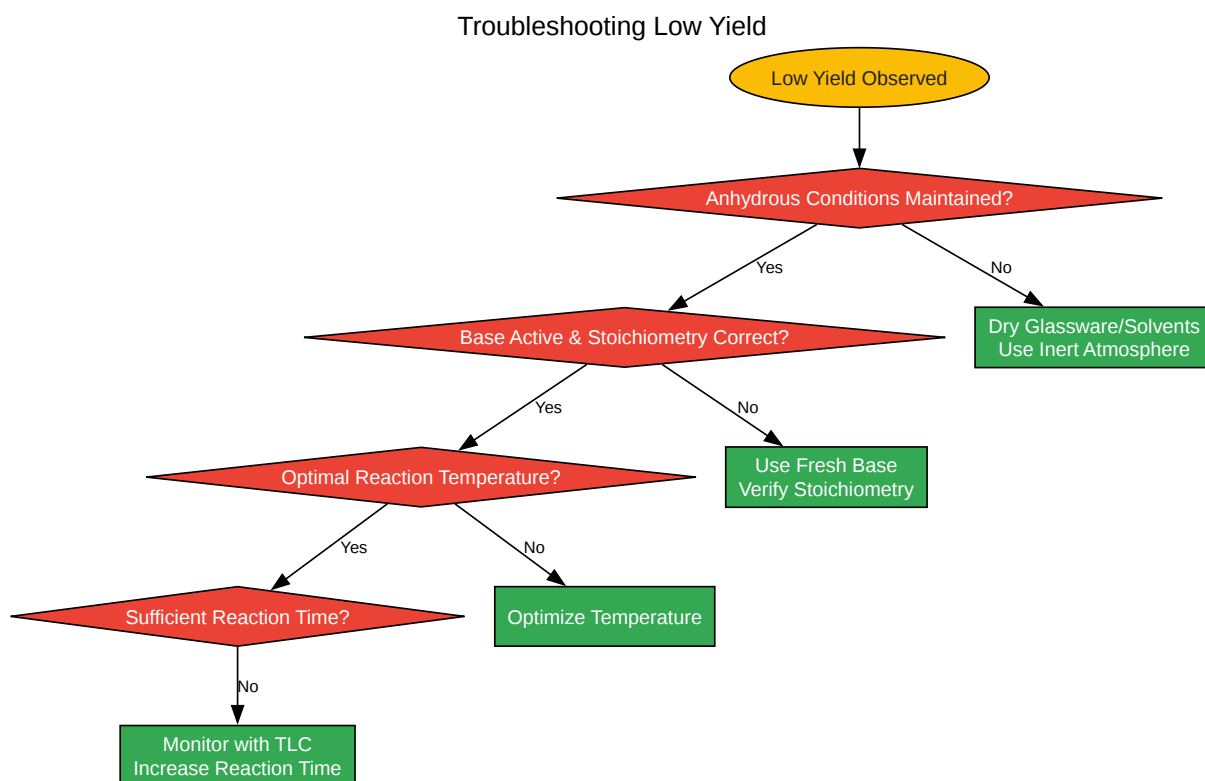 Troubleshooting Low Yield
Low Yield Observed
Anhydrous Conditions Maintained?
Yes
No
Base Active & Stoichiometry Correct?
Dry Glassware/Solvents
Use Inert Atmosphere
Yes
No
Optimal Reaction Temperature?
Use Fresh Base
Verify Stoichiometry
Yes
No
Sufficient Reaction Time?
Optimize Temperature
No
Monitor with TLC
Increase Reaction Time